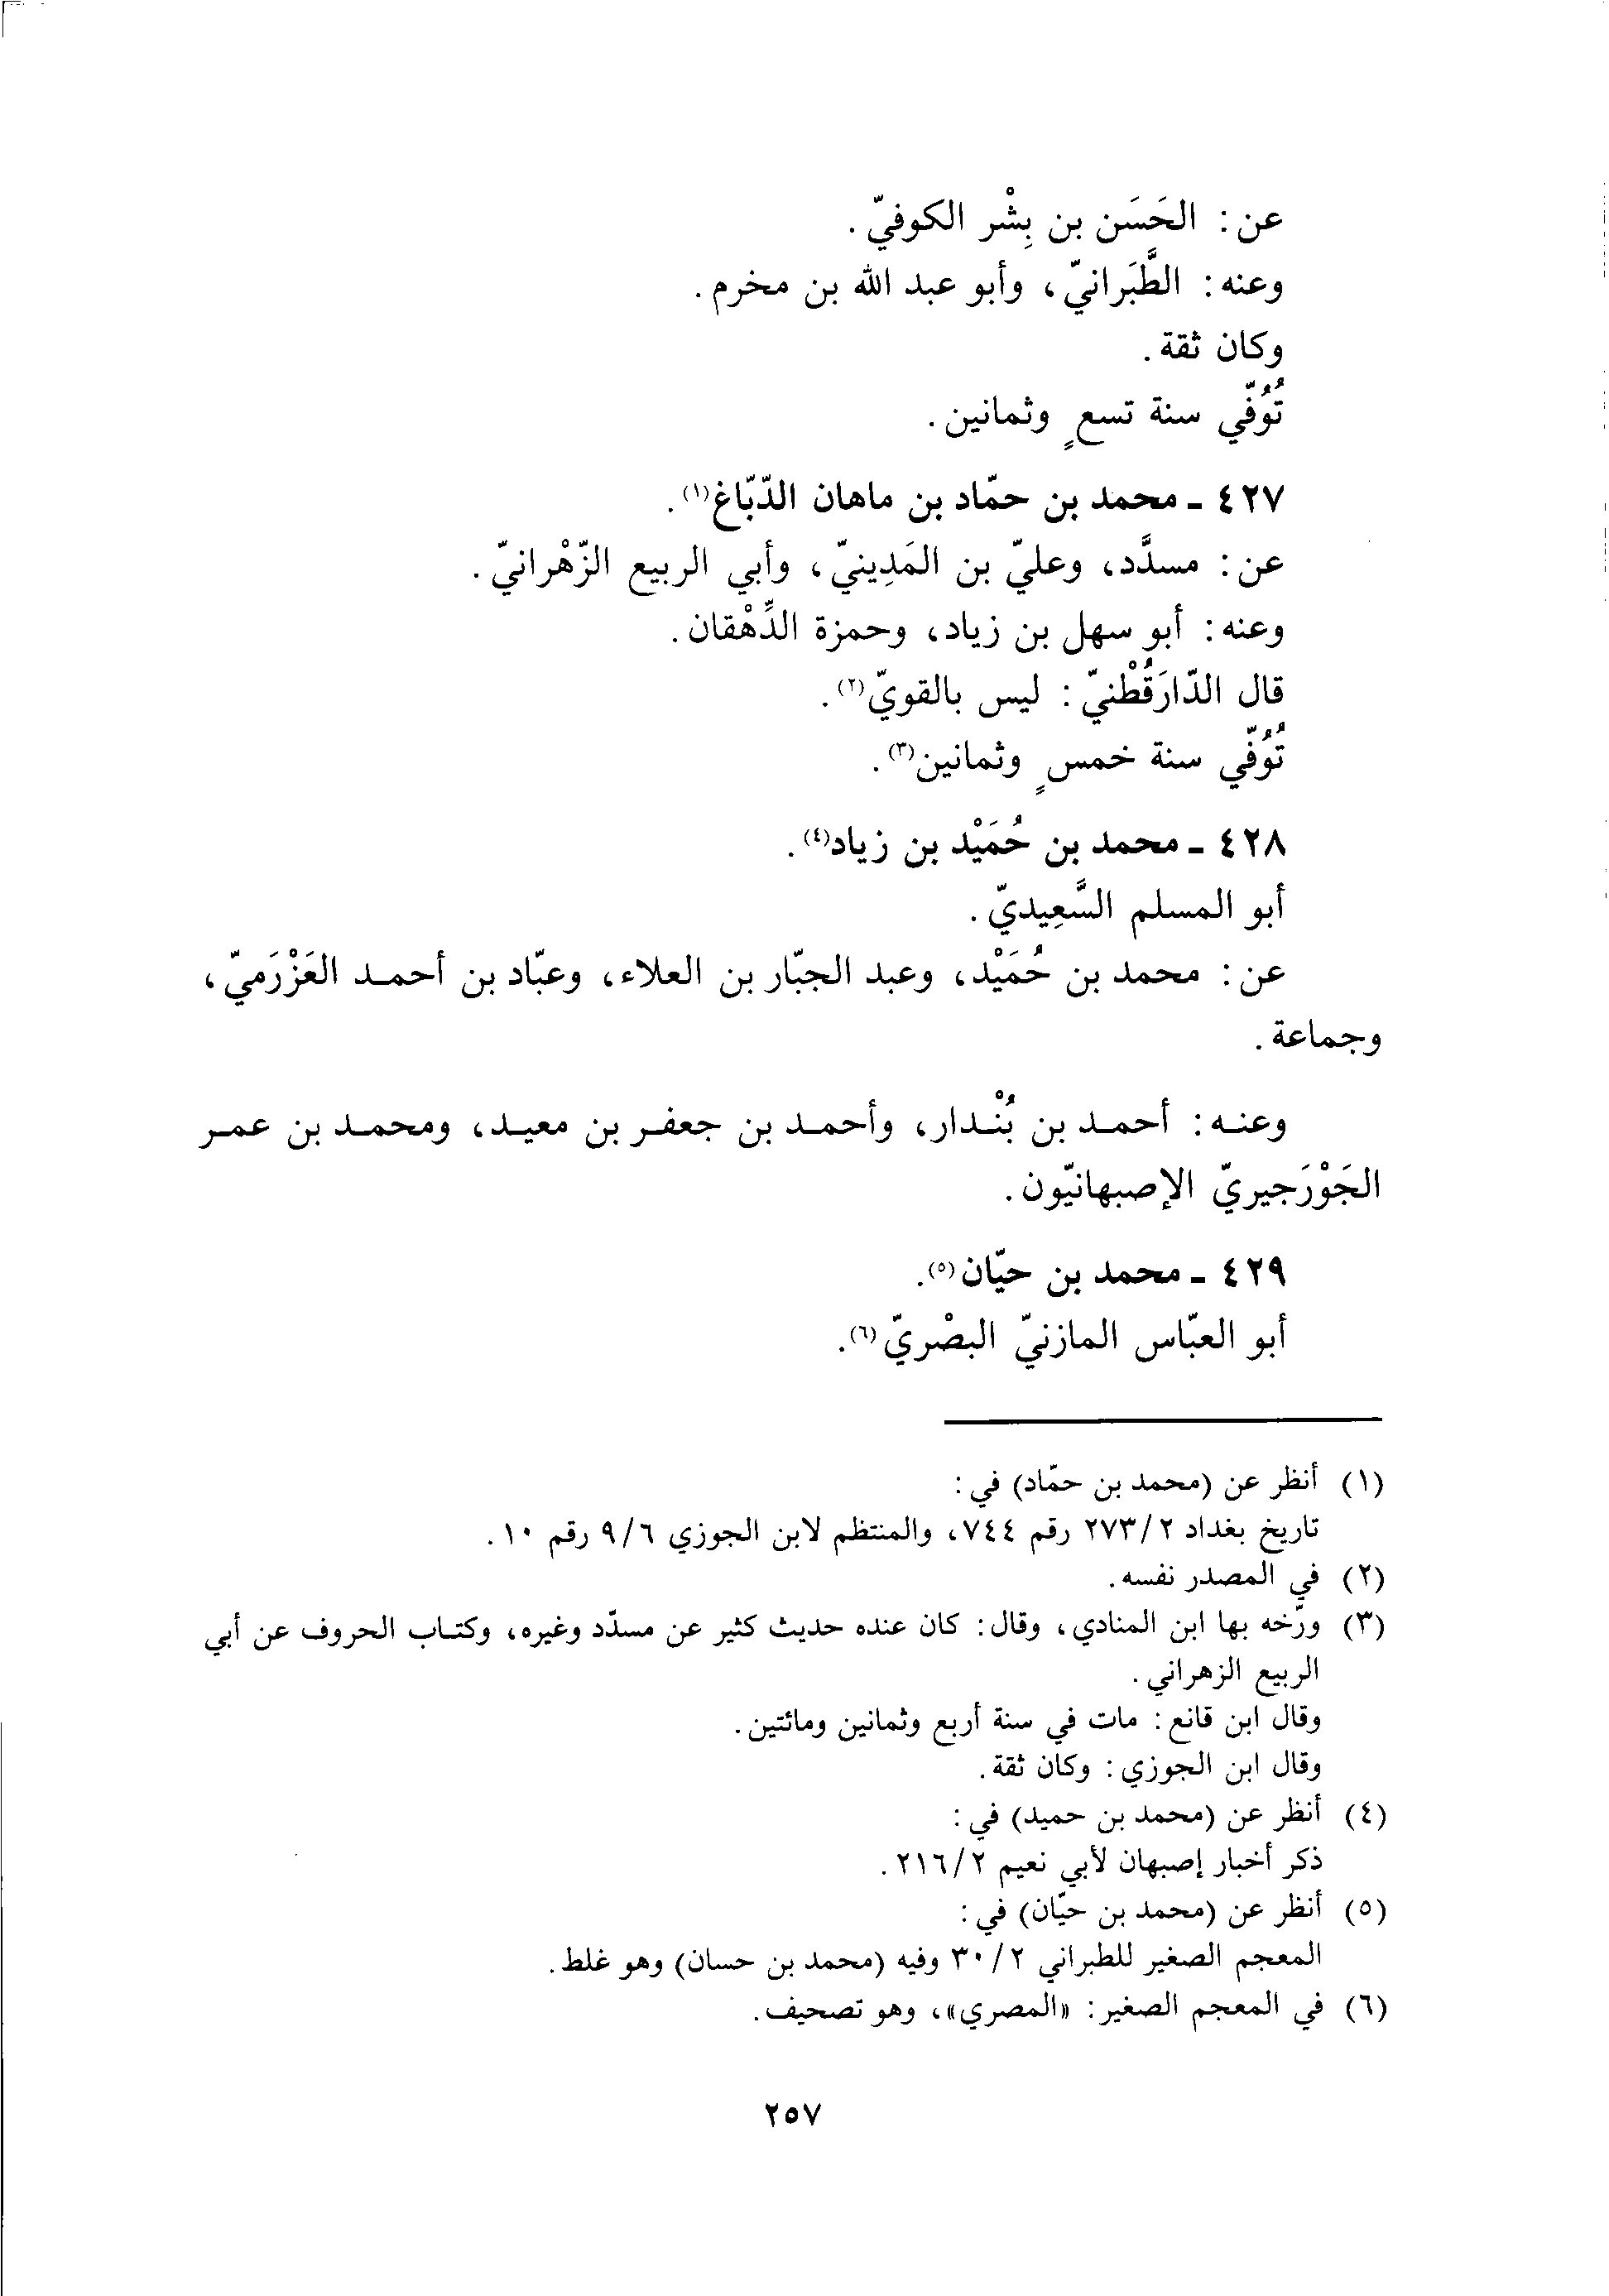 عن: الحَسَن بن بِشْر الكوفيّ.
وعنه: الطَّبَرانيّ، وأبو عبد الله بن مخرم.
وكان ثقة.
تُوُفّي سنة تسعٍ وثمانين.
٤٢٧ ـ محمد بن حمّاد بن ماهان الدّبّاغ(١).
عن: مسدَّد، وعليّ بن المَدِينيّ، وأبي الربيع الزّهْرانيّ.
وعنه: أبو سهل بن زياد، وحمزة الدِّهْقان.
قال الدّارَقُطْنيّ: ليس بالقويّ(٢).
تُوُفّي سنة خمسٍ وثمانين(٣).
٤٢٨ ـ محمد بن حُمَيْد بن زياد(٤).
أبو المسلم السَّعِيديّ.
عن: محمد بن حُمَيْد، وعبد الجبّار بن العلاء، وعبّاد بن أحمد العَزْرَميّ،
وجماعة.
وعنه: أحمد بن بُنْدار، وأحمد بن جعفر بن معيد، ومحمد بن عمر
الجَوْرَجيريّ الإصبهانيّون.
٤٢٩ ـ محمد بن حيّان(٥).
أبو العبّاس المازنيّ البصْريّ(٦).
(١) أنظر عن (محمد بن حمّاد) في:
تاريخ بغداد ٢٧٣/٢ رقم ٧٤٤، والمنتظم لابن الجوزي ٩/٦ رقم ١٠.
(٢) في المصدر نفسه.
(٣) ورّخه بها ابن المنادي، وقال: كان عنده حديث كثير عن مسدّد وغيره، وكتاب الحروف عن أبي
الربيع الزهراني.
وقال ابن قانع: مات في سنة أربع وثمانين ومائتين.
وقال ابن الجوزي: وكان ثقة.
(٤) أنظر عن (محمد بن حميد) في:
ذكر أخبار إصبهان لأبي نعيم ٢١٦/٢.
(٥) أنظر عن (محمد بن حيّان) في:
المعجم الصغير للطبراني ٣٠/٢ وفيه (محمد بن حسان) وهو غلط.
(٦) في المعجم الصغير: «المصري»، وهو تصحيف.
٢٥٧